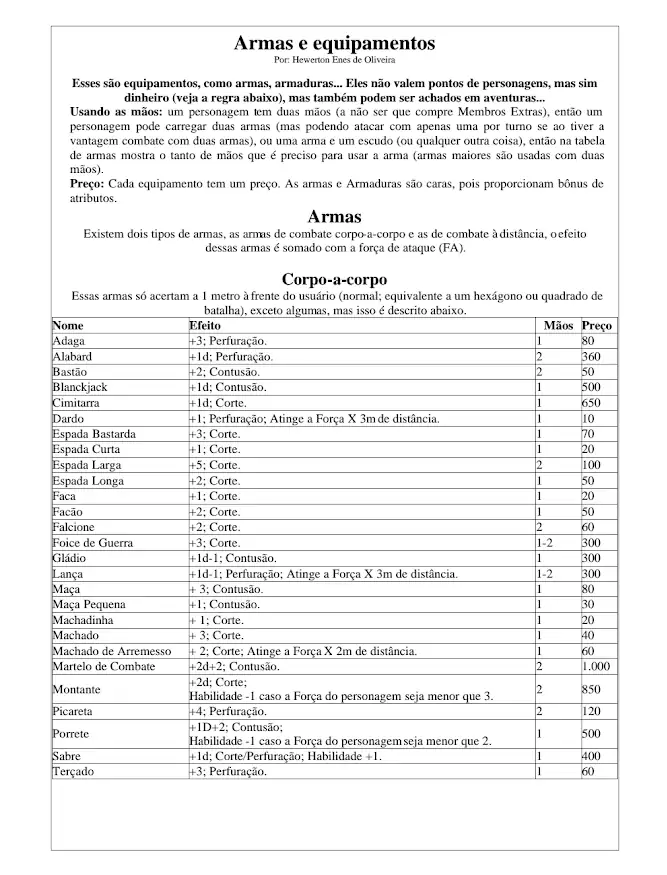 Armas e equipamentos
Por: Hewerton Enes de Oliveira
Esses são equipamentos, como armas, armaduras... Eles não valem pontos de personagens, mas sim
dinheiro (veja a regra abaixo), mas também podem ser achados em aventuras...
Usando as mãos: um personagem tem duas mãos (a não ser que compre Membros Extras), então um
personagem pode carregar duas armas (mas podendo atacar com apenas uma por turno se ao tiver a
vantagem combate com duas armas), ou uma arma e um escudo (ou qualquer outra coisa), então na tabela
de armas mostra o tanto de mãos que é preciso para usar a arma (armas maiores são usadas com duas
mãos).
Preço: Cada equipamento tem um preço. As armas e Armaduras são caras, pois proporcionam bônus de
atributos.
Armas
Existem dois tipos de armas, as armas de combate corpo-a-corpo e as de combate à distância, o efeito
dessas armas é somado com a força de ataque (FA).
Corpo-a-corpo
Essas armas só acertam a 1 metro à frente do usuário (normal; equivalente a um hexágono ou quadrado de
batalha), exceto algumas, mas isso é descrito abaixo.
Nome Efeito Mãos Preço
Adaga +3; Perfuração. 1 80
Alabard +1d; Perfuração. 2 360
Bastão +2; Contusão. 2 50
Blanckjack +1d; Contusão. 1 500
Cimitarra +1d; Corte. 1 650
Dardo +1; Perfuração; Atinge a Força X 3m de distância. 1 10
Espada Bastarda +3; Corte. 1 70
Espada Curta +1; Corte. 1 20
Espada Larga +5; Corte. 2 100
Espada Longa +2; Corte. 1 50
Faca +1; Corte. 1 20
Facão +2; Corte. 1 50
Falcione +2; Corte. 2 60
Foice de Guerra +3; Corte. 1-2 300
Gládio +1d-1; Contusão. 1 300
Lança +1d-1; Perfuração; Atinge a Força X 3m de distância. 1-2 300
Maça + 3; Contusão. 1 80
Maça Pequena +1; Contusão. 1 30
Machadinha + 1; Corte. 1 20
Machado + 3; Corte. 1 40
Machado de Arremesso + 2; Corte; Atinge a Força X 2m de distância. 1 60
Martelo de Combate +2d+2; Contusão. 2 1.000
Montante +2d; Corte;
Habilidade -1 caso a Força do personagem seja menor que 3. 2 850
Picareta +4; Perfuração. 2 120
Porrete +1D+2; Contusão;
Habilidade -1 caso a Força do personagem seja menor que 2. 1 500
Sabre +1d; Corte/Perfuração; Habilidade +1. 1 400
Terçado +3; Perfuração. 1 60